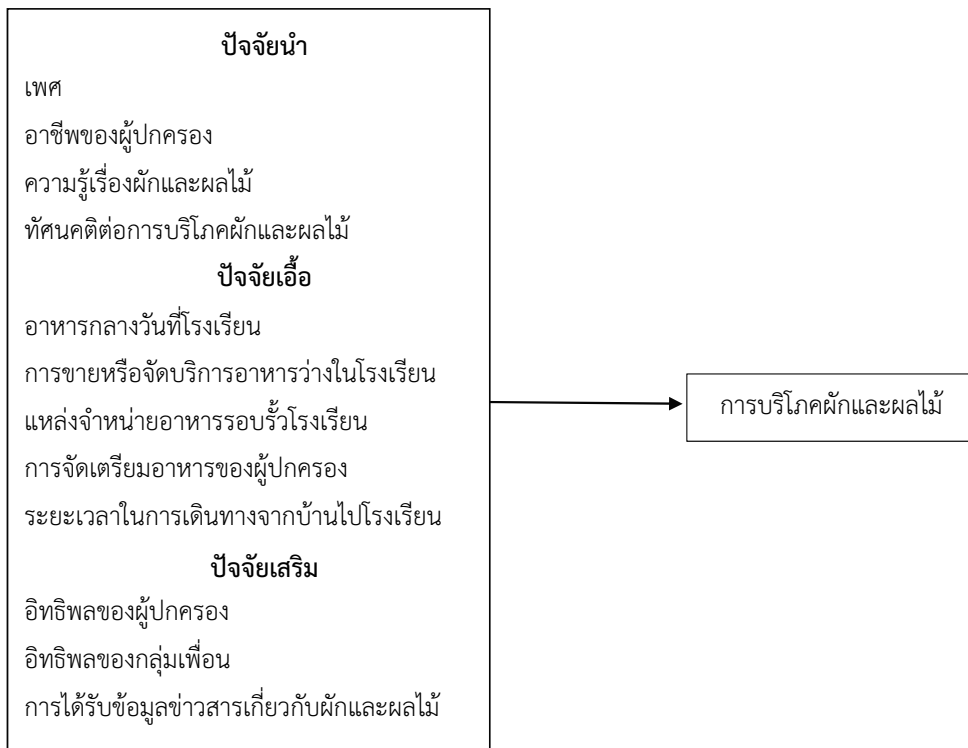 ปัจจัยนำ
เพศ
อาชีพของผู้ปกครอง
ความรู้เรื่องผักและผลไม้
ทัศนคติต่อการบริโภคผักและผลไม้
ปัจจัยเอื้อ
อาหารกลางวันที่โรงเรียน
การขายหรือจัดบริการอาหารว่างในโรงเรียน
แหล่งจำหน่ายอาหารรอบรั้วโรงเรียน
การจัดเตรียมอาหารของผู้ปกครอง
ระยะเวลาในการเดินทางจากบ้านไปโรงเรียน
ปัจจัยเสริม
อิทธิพลของผู้ปกครอง
อิทธิพลของกลุ่มเพื่อน
การได้รับข้อมูลข่าวสารเกี่ยวกับผักและผลไม้
การบริโภคผักและผลไม้